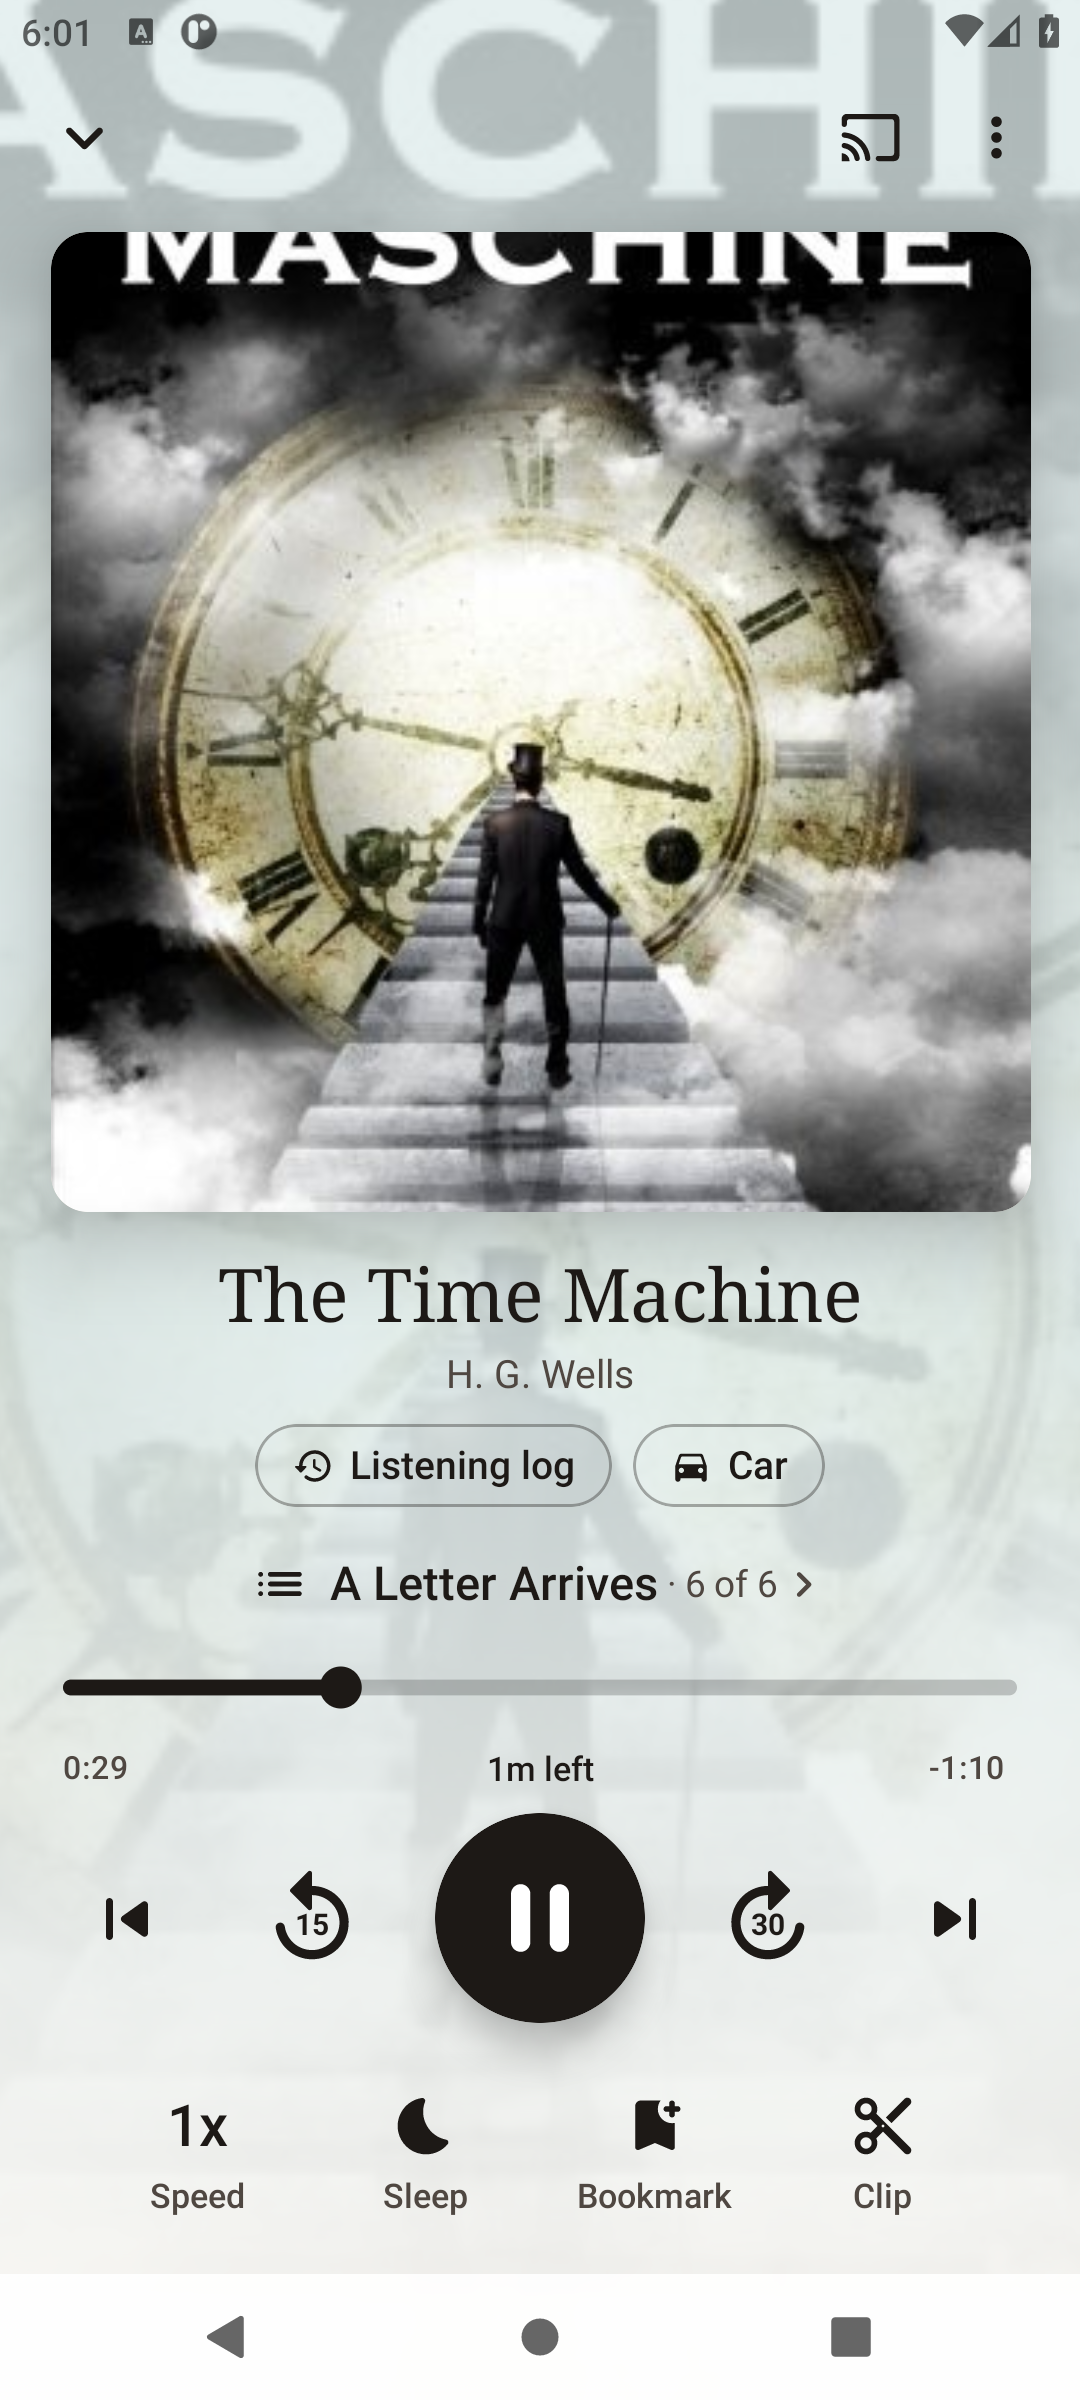 6:01
ASCHI
MASCHINE
The Time Machine
H. G. Wells
Listening log
Car
A Letter Arrives · 6 of 6
0:29
1m left
-1:10
15
30
1x
Speed
Sleep
Bookmark
Clip